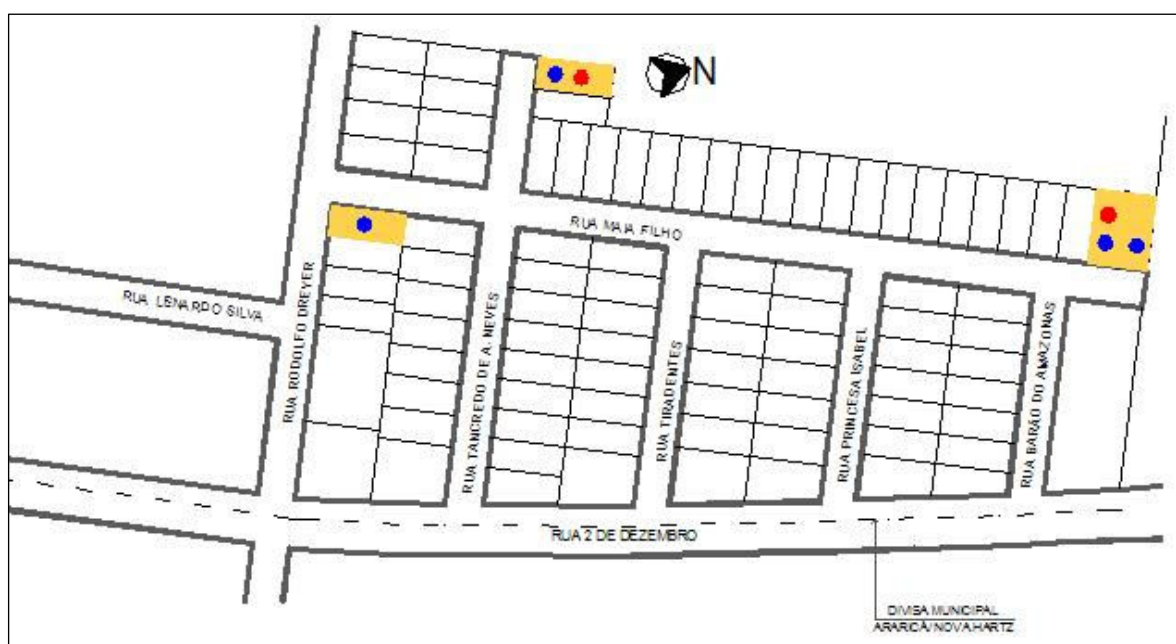 N
RUA MAIA FILHO
RUA LENARDO SILVA
RUA RODOLFO DREYER
RUA TANCREDO DE A. NEVES
RUA TIRADENTES
RUA PRINCESA ISABEL
RUA BARÃO DO AMAZONAS
RUA 2 DE DEZEMBRO
DIVISA MUNICIPAL
ARARICÁ/NOVA HARTZ